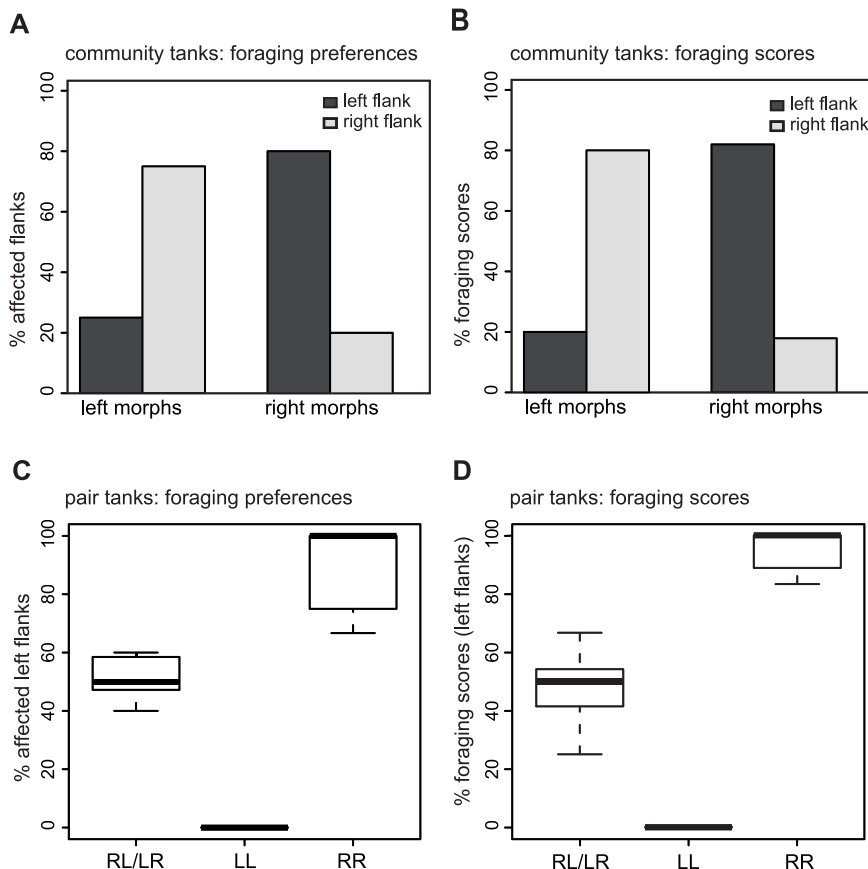 A
community tanks: foraging preferences
% affected flanks
100
80
60
40
20
0
left flank
right flank
left morphs
right morphs
B
community tanks: foraging scores
% foraging scores
100
80
60
40
20
0
left flank
right flank
left morphs
right morphs
C
pair tanks: foraging preferences
% affected left flanks
100
80
60
40
20
0
RL/LR
LL
RR
D
pair tanks: foraging scores
% foraging scores (left flanks)
100
80
60
40
20
0
RL/LR
LL
RR